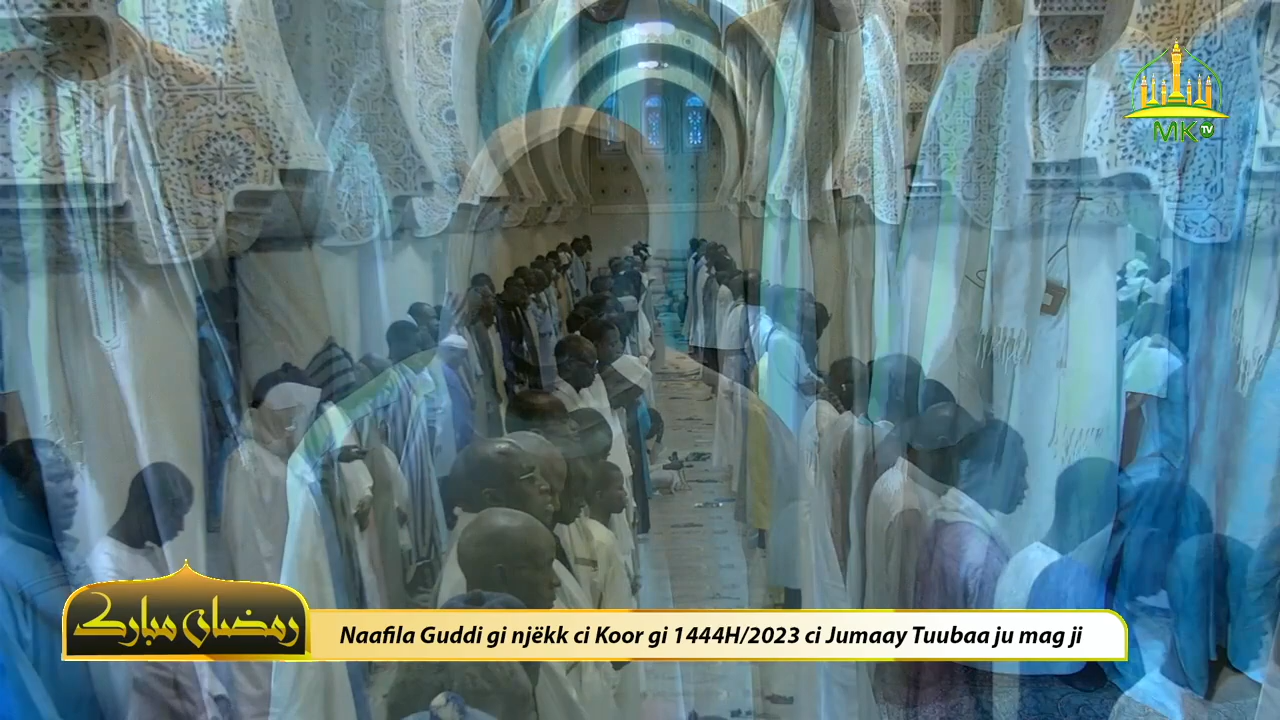 MK TV
رمضان مبارك
Naafila Guddi gi njëkk ci Koor gi 1444H/2023 ci Jumaay Tuubaa ju mag ji